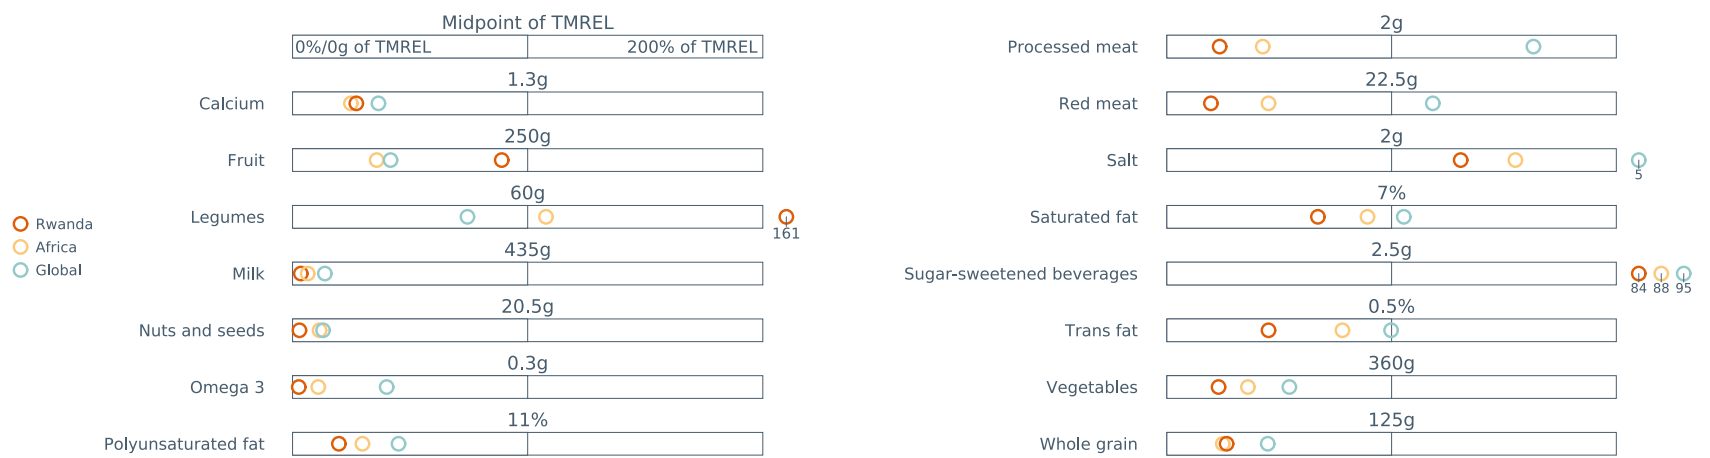 Midpoint of TMREL
0%/0g of TMREL 200% of TMREL
1.3g
Calcium
250g
Fruit
60g
Legumes
161
435g
Milk
20.5g
Nuts and seeds
0.3g
Omega 3
11%
Polyunsaturated fat
Rwanda
Africa
Global
2g
Processed meat
22.5g
Red meat
2g
Salt
5
7%
Saturated fat
2.5g
Sugar-sweetened beverages
84 88 95
0.5%
Trans fat
360g
Vegetables
125g
Whole grain